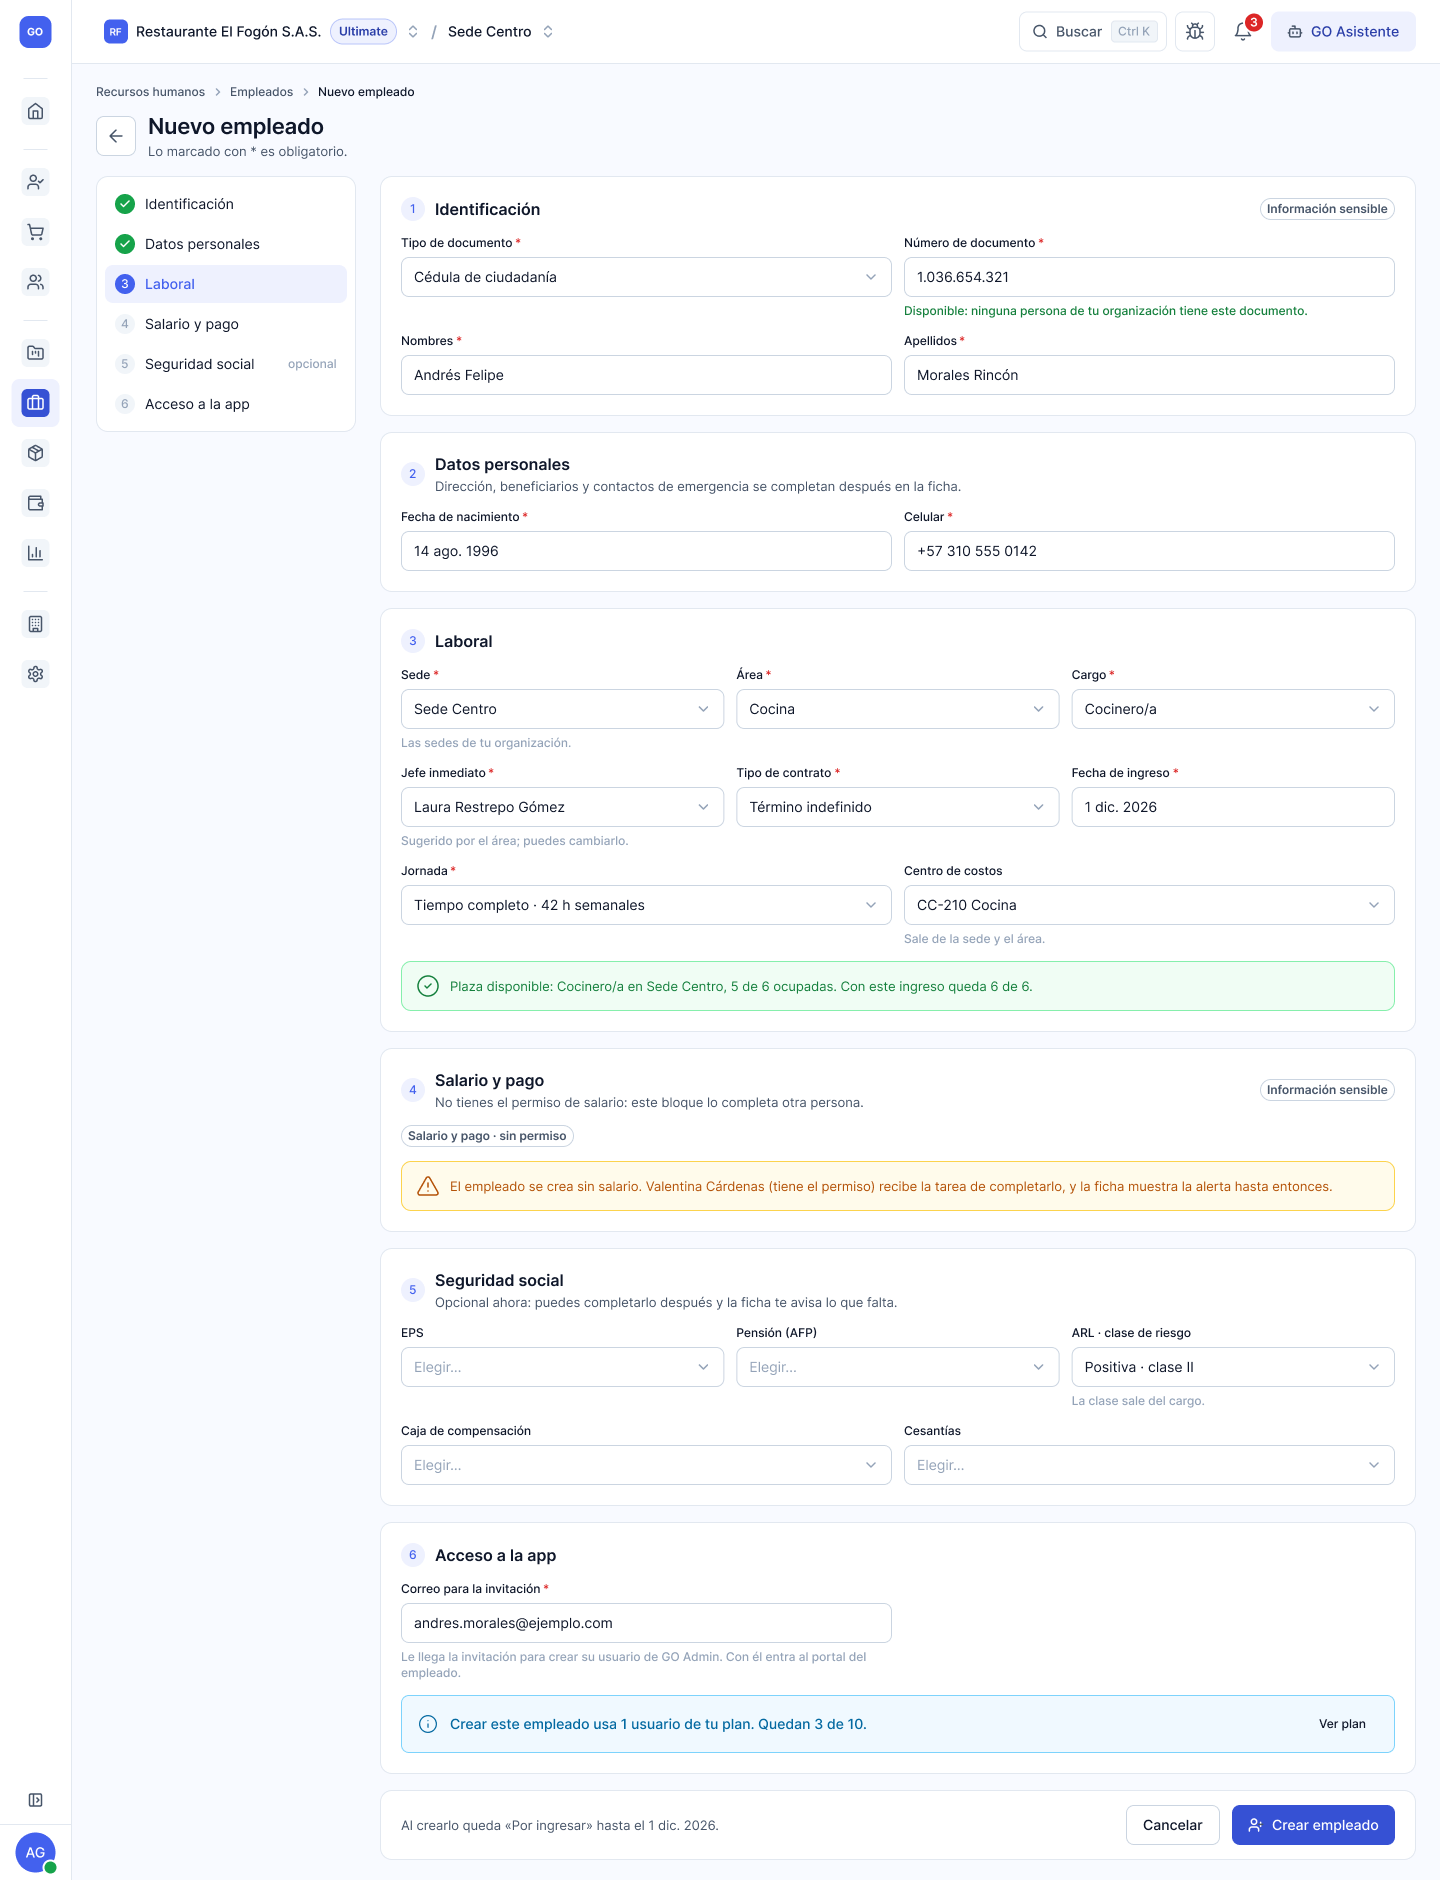 GO
RF Restaurante El Fogón S.A.S. Ultimate / Sede Centro
Buscar Ctrl K
3
GO Asistente
Recursos humanos > Empleados > Nuevo empleado
Nuevo empleado
Lo marcado con * es obligatorio.
Identificación
Datos personales
3 Laboral
4 Salario y pago
5 Seguridad social opcional
6 Acceso a la app
1 Identificación Información sensible
Tipo de documento * Número de documento *
Cédula de ciudadanía 1.036.654.321
Disponible: ninguna persona de tu organización tiene este documento.
Nombres * Apellidos *
Andrés Felipe Morales Rincón
2 Datos personales
Dirección, beneficiarios y contactos de emergencia se completan después en la ficha.
Fecha de nacimiento * Celular *
14 ago. 1996 +57 310 555 0142
3 Laboral
Sede * Área * Cargo *
Sede Centro Cocina Cocinero/a
Las sedes de tu organización.
Jefe inmediato * Tipo de contrato * Fecha de ingreso *
Laura Restrepo Gómez Término indefinido 1 dic. 2026
Sugerido por el área; puedes cambiarlo.
Jornada * Centro de costos
Tiempo completo · 42 h semanales CC-210 Cocina
Sale de la sede y el área.
Plaza disponible: Cocinero/a en Sede Centro, 5 de 6 ocupadas. Con este ingreso queda 6 de 6.
4 Salario y pago Información sensible
No tienes el permiso de salario: este bloque lo completa otra persona.
Salario y pago · sin permiso
El empleado se crea sin salario. Valentina Cárdenas (tiene el permiso) recibe la tarea de completarlo, y la ficha muestra la alerta hasta entonces.
5 Seguridad social
Opcional ahora: puedes completarlo después y la ficha te avisa lo que falta.
EPS Pensión (AFP) ARL · clase de riesgo
Elegir... Elegir... Positiva · clase II
La clase sale del cargo.
Caja de compensación Cesantías
Elegir... Elegir...
6 Acceso a la app
Correo para la invitación *
andres.morales@ejemplo.com
Le llega la invitación para crear su usuario de GO Admin. Con él entra al portal del
empleado.
Crear este empleado usa 1 usuario de tu plan. Quedan 3 de 10. Ver plan
Al crearlo queda «Por ingresar» hasta el 1 dic. 2026. Cancelar Crear empleado
AG